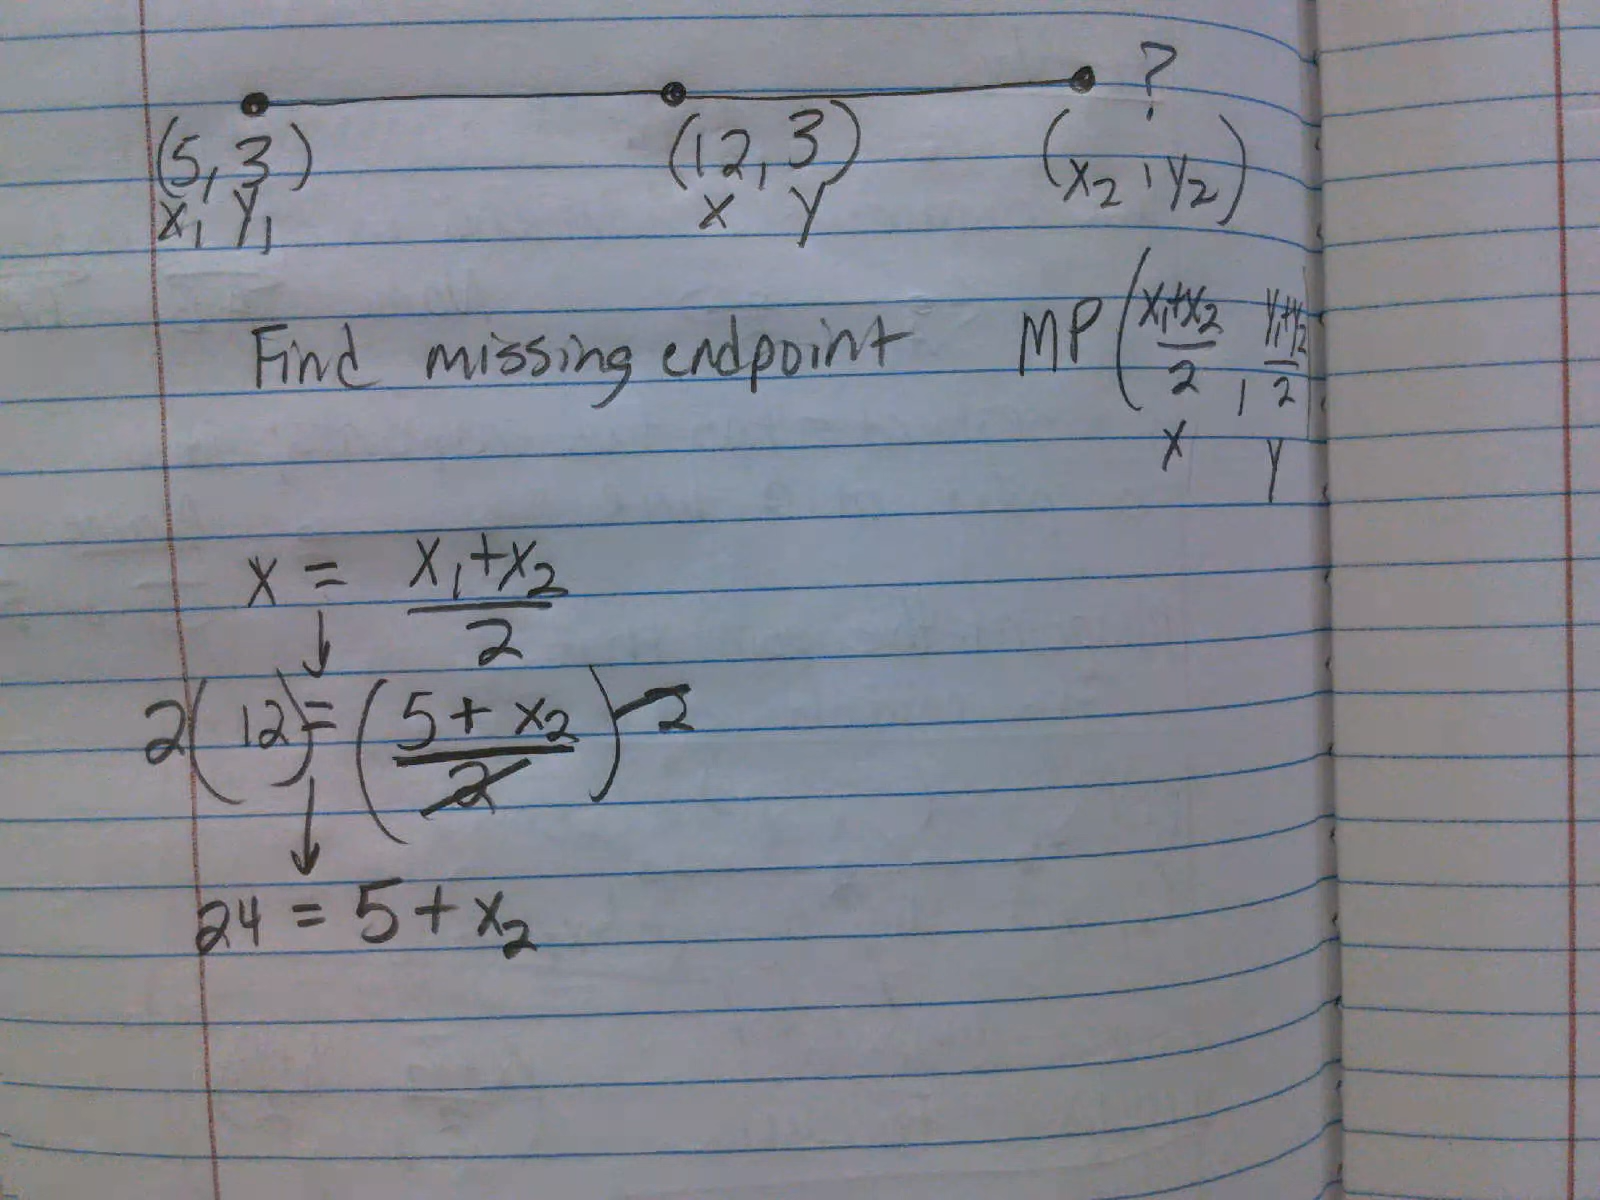 ?
(5, 3) (12, 3) (x₂, y₂)
x₁ y₁ x y
Find missing endpoint MP (x₁+x₂/2, y₁+y₂/2
x y
x = x₁+x₂/2
↓
2(12) = (5+x₂/2)2
↓
24 = 5+x₂